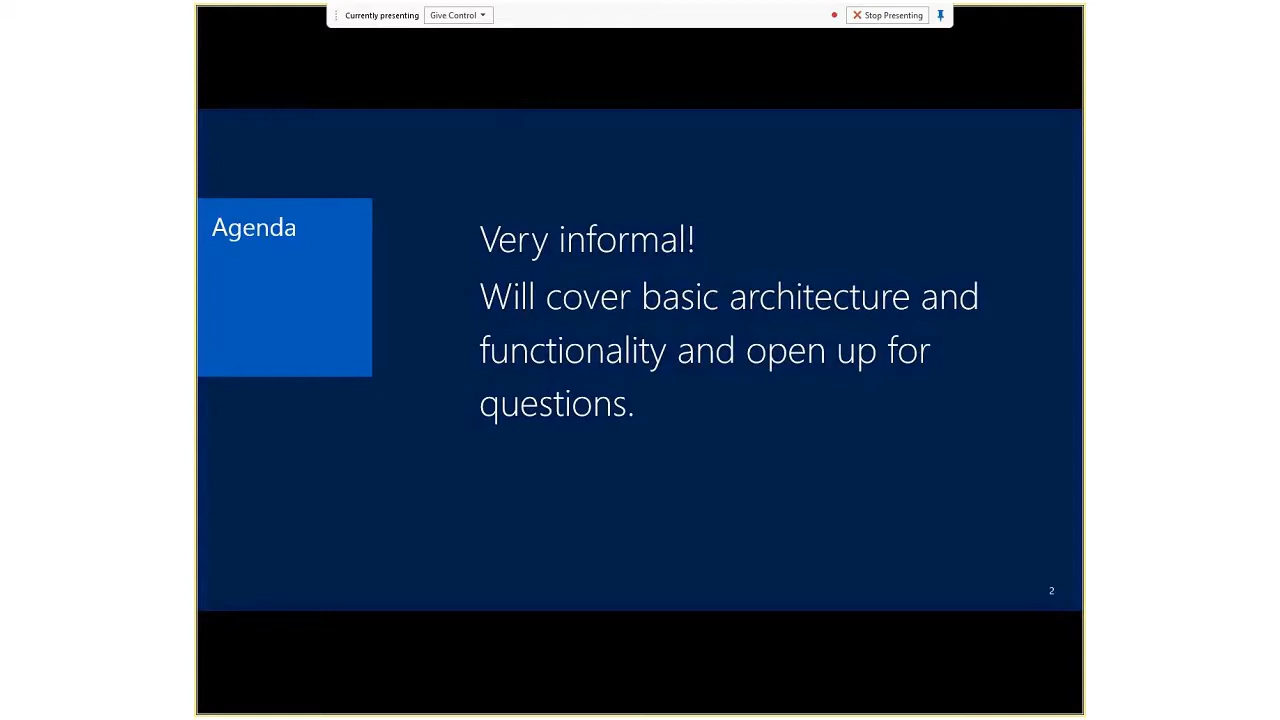 Currently presenting Give Control Stop Presenting
Agenda
Very informal!
Will cover basic architecture and
functionality and open up for
questions.
2